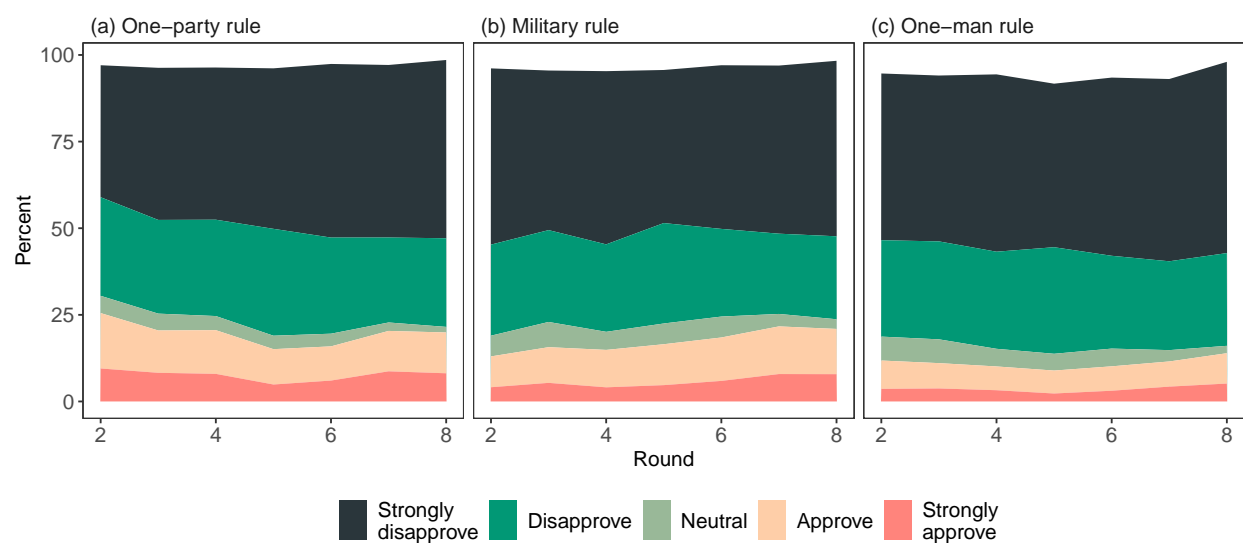 (a) One−party rule
(b) Military rule
(c) One−man rule
100
75
50
25
0
Percent
2 4 6 8
2 4 6 8
2 4 6 8
Round
Strongly
disapprove
Disapprove
Neutral
Approve
Strongly
approve